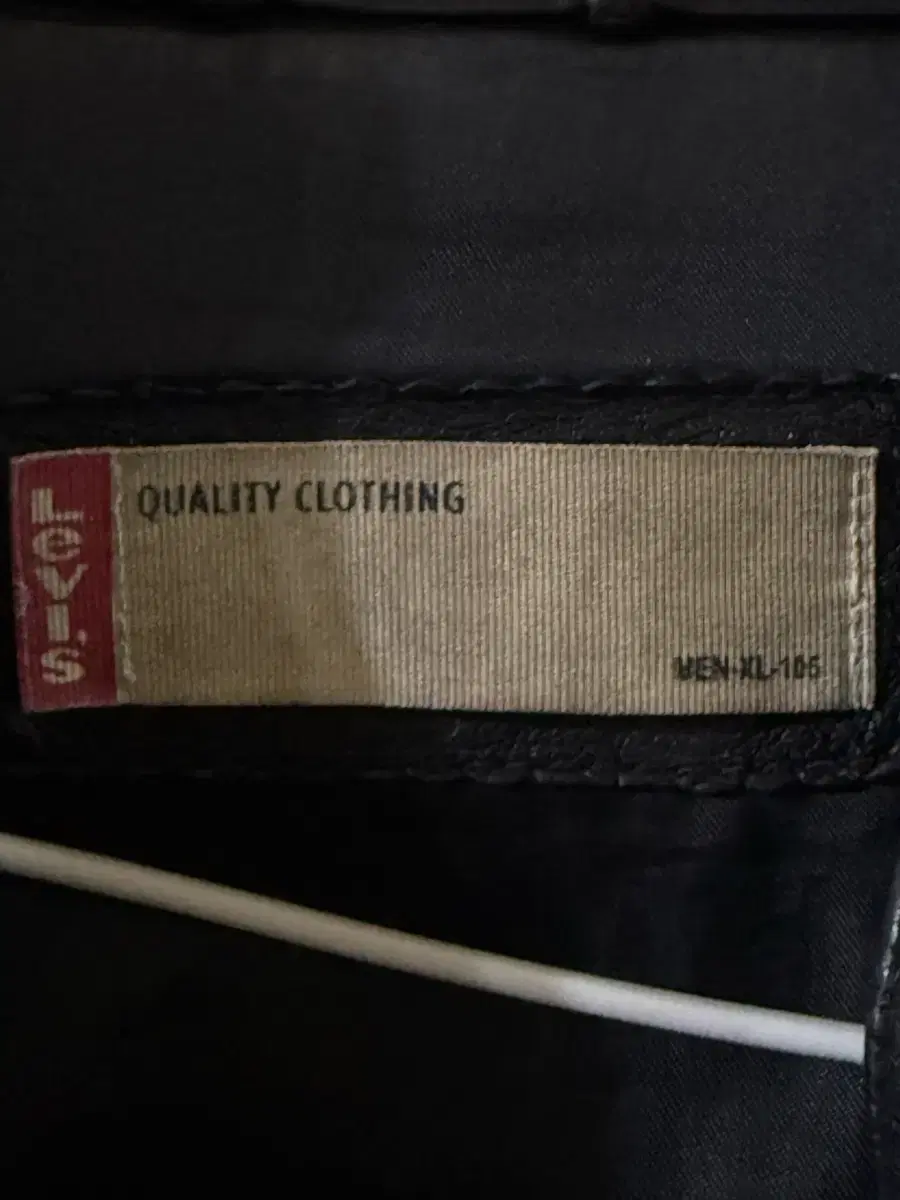 LEVI'S
QUALITY CLOTHING
MEN-XL-105